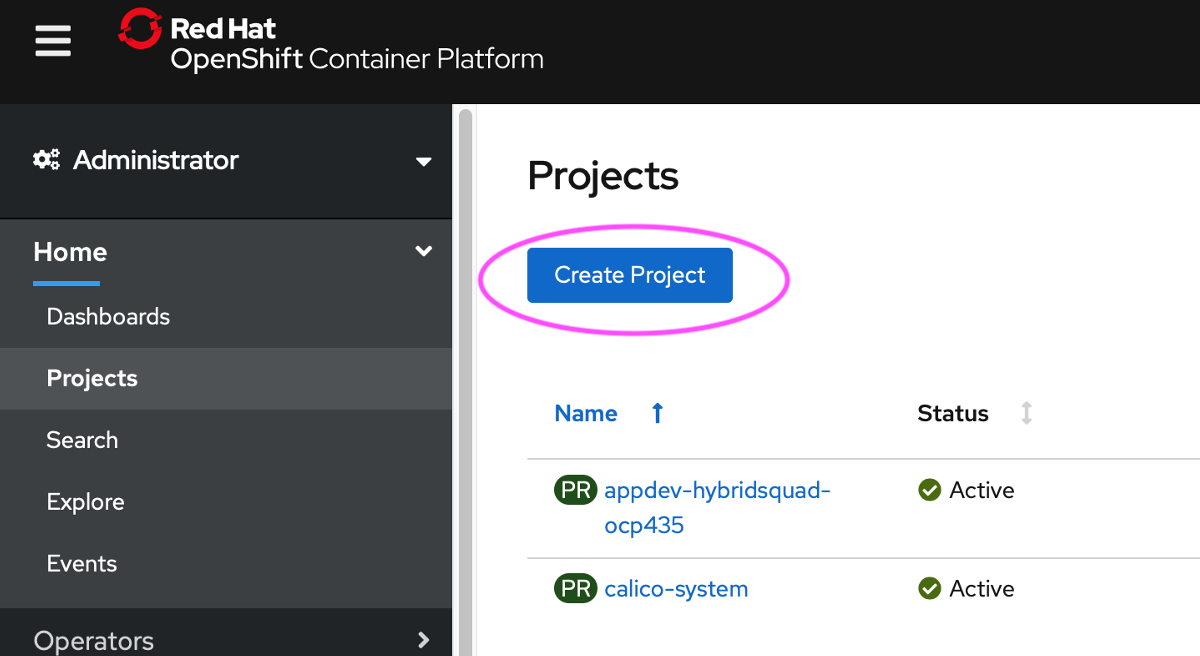 Red Hat
OpenShift Container Platform
Administrator
Home
Dashboards
Projects
Search
Explore
Events
Operators
Projects
Create Project
Name
Status
PR appdev-hybridsquad-
ocp435
Active
PR calico-system
Active